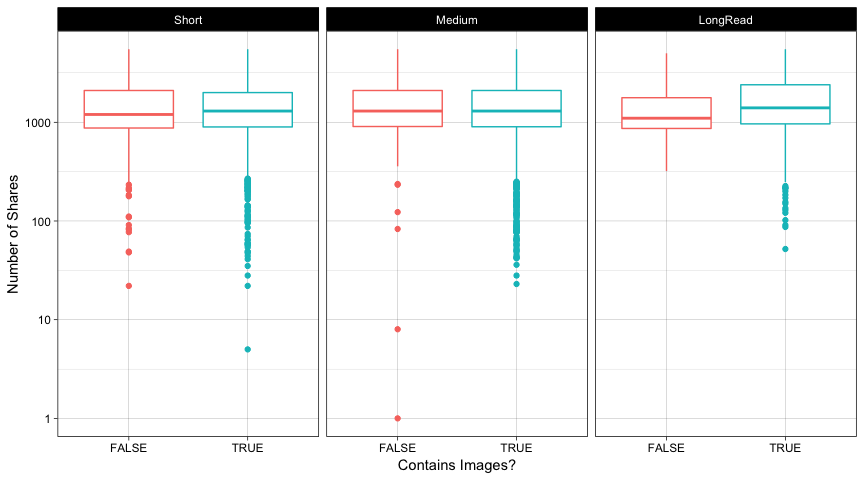 Short
Medium
LongRead
Number of Shares
1000
100
10
1
FALSE
TRUE
FALSE
TRUE
FALSE
TRUE
Contains Images?